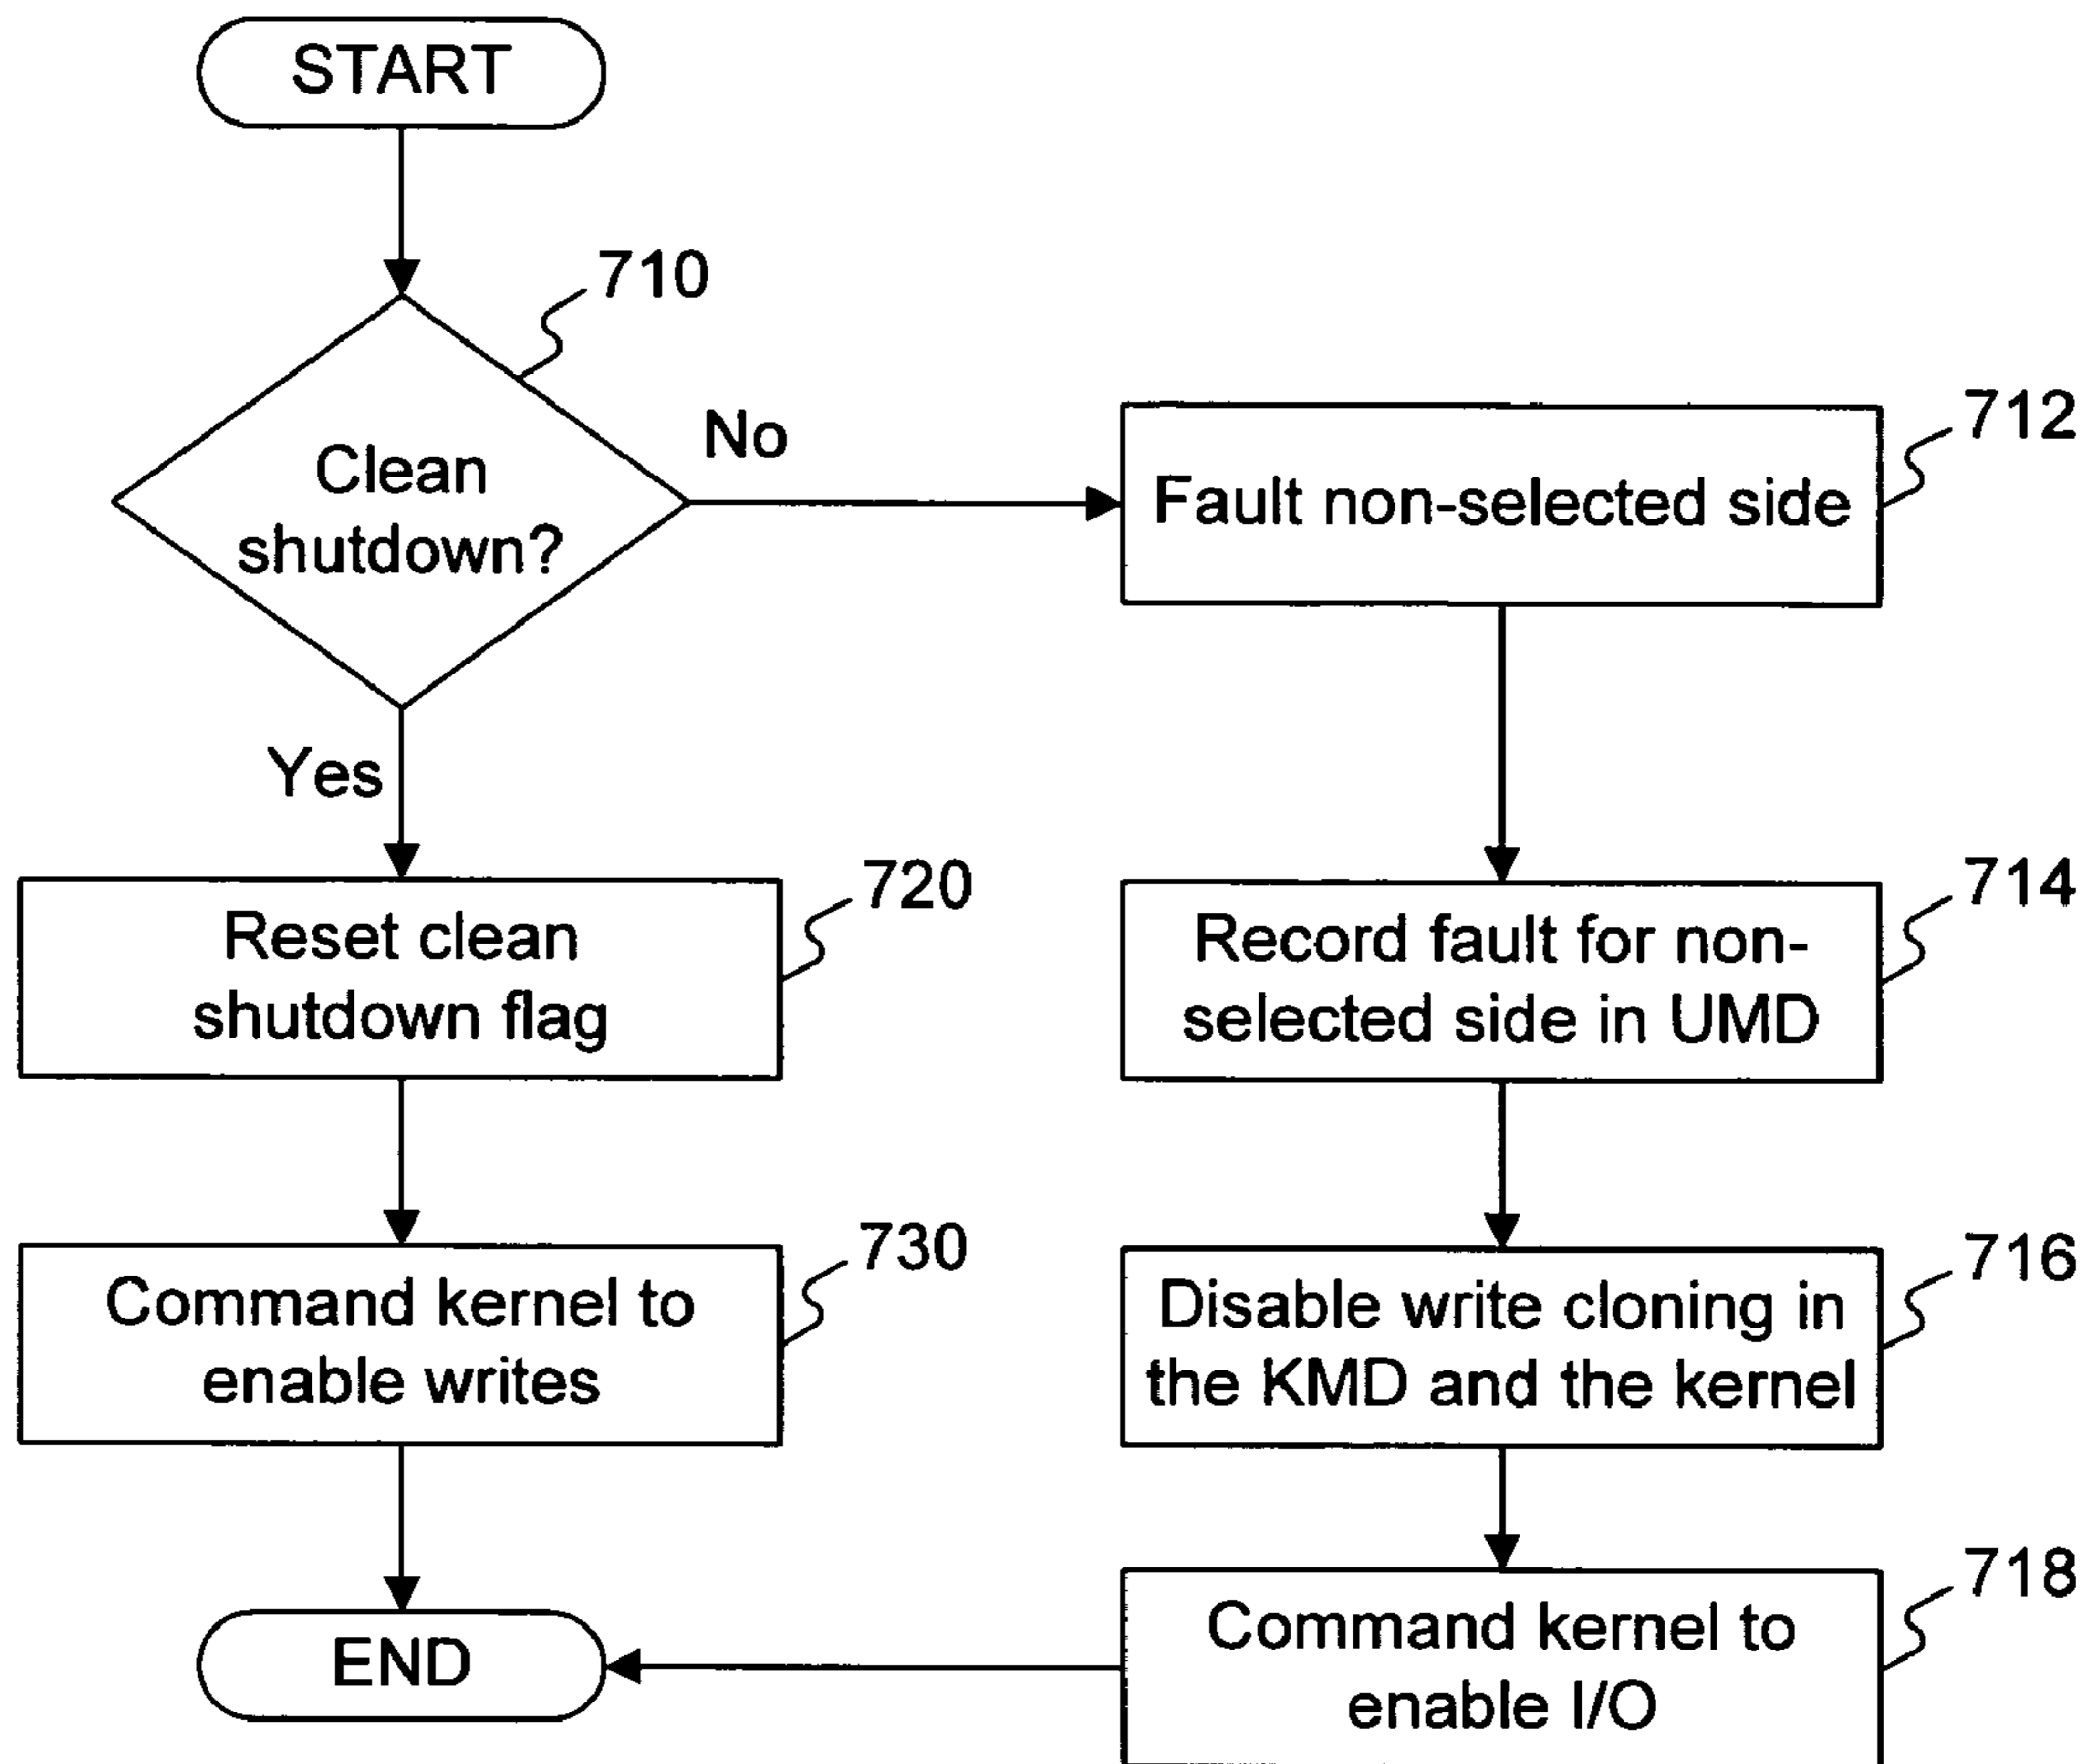 START
710
Clean
shutdown?
No
Fault non-selected side
712
Yes
Reset clean
shutdown flag
720
Record fault for non-
selected side in UMD
714
Command kernel to
enable writes
730
Disable write cloning in
the KMD and the kernel
716
END
Command kernel to
enable I/O
718